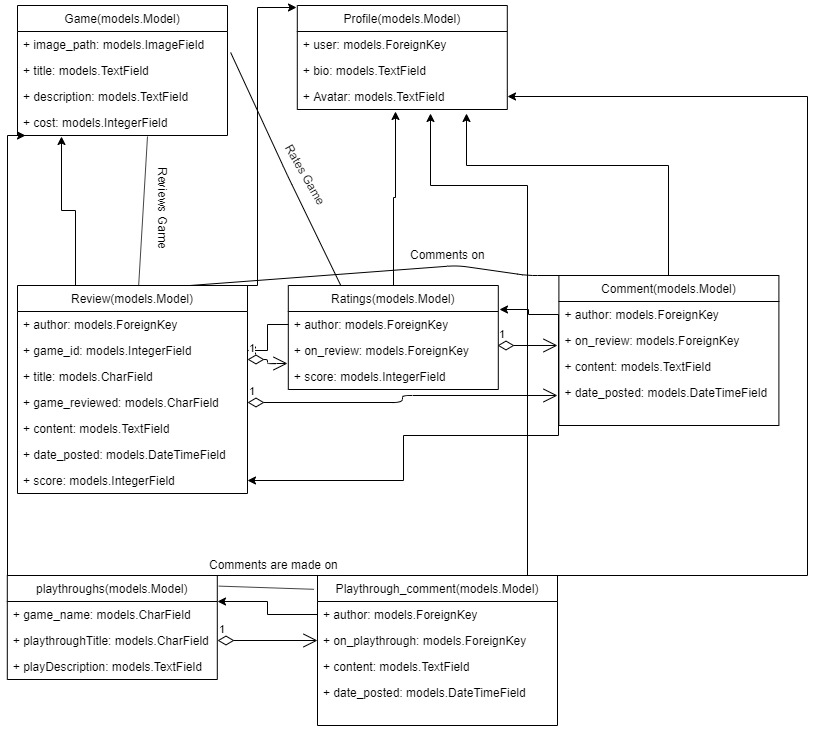 Game(models.Model)
+ image_path: models.ImageField
+ title: models.TextField
+ description: models.TextField
+ cost: models.IntegerField
Profile(models.Model)
+ user: models.ForeignKey
+ bio: models.TextField
+ Avatar: models.TextField
Reviews Game
Rates Game
Comments on
Review(models.Model)
+ author: models.ForeignKey
+ game_id: models.IntegerField
+ title: models.CharField
+ game_reviewed: models.CharField
+ content: models.TextField
+ date_posted: models.DateTimeField
+ score: models.IntegerField
1
1
Ratings(models.Model)
+ author: models.ForeignKey
+ on_review: models.ForeignKey
+ score: models.IntegerField
1
Comment(models.Model)
+ author: models.ForeignKey
+ on_review: models.ForeignKey
+ content: models.TextField
+ date_posted: models.DateTimeField
Comments are made on
playthroughs(models.Model)
+ game_name: models.CharField
+ playthroughTitle: models.CharField
+ playDescription: models.TextField
1
Playthrough_comment(models.Model)
+ author: models.ForeignKey
+ on_playthrough: models.ForeignKey
+ content: models.TextField
+ date_posted: models.DateTimeField